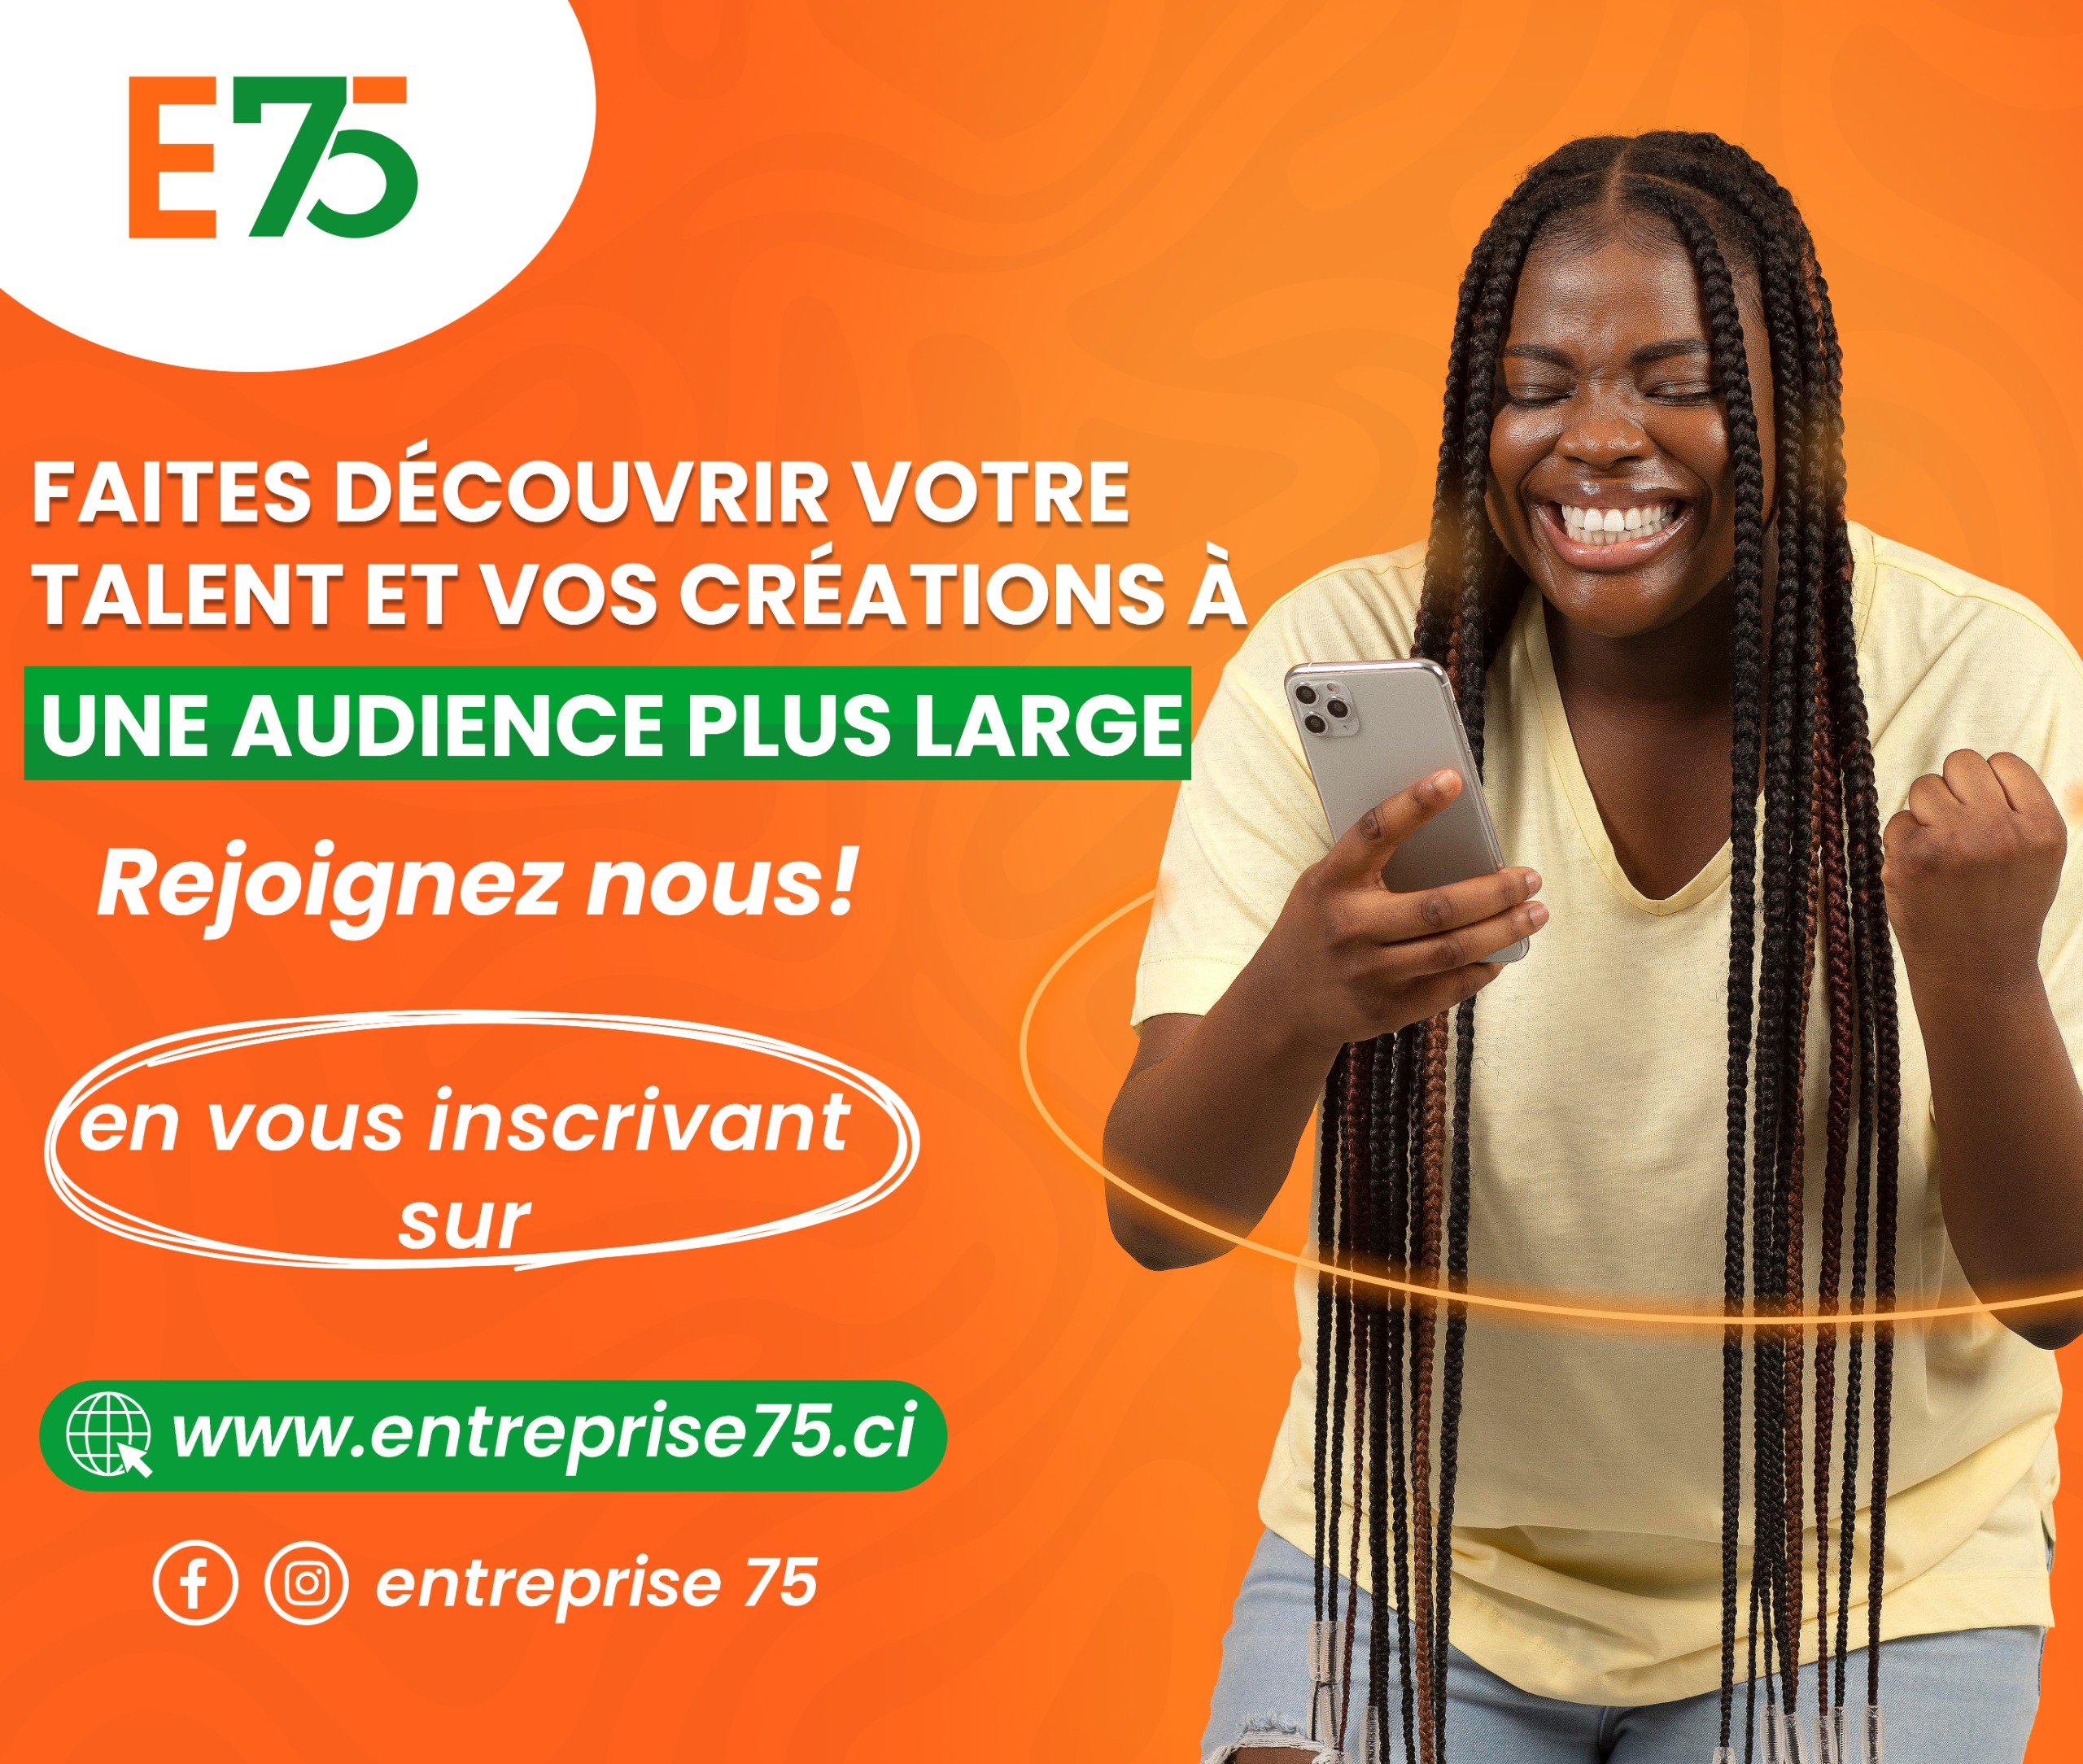 E75
FAITES DÉCOUVRIR VOTRE
TALENT ET VOS CRÉATIONS À
UNE AUDIENCE PLUS LARGE
Rejoignez nous!
en vous inscrivant
sur
www.entreprise75.ci
entreprise 75